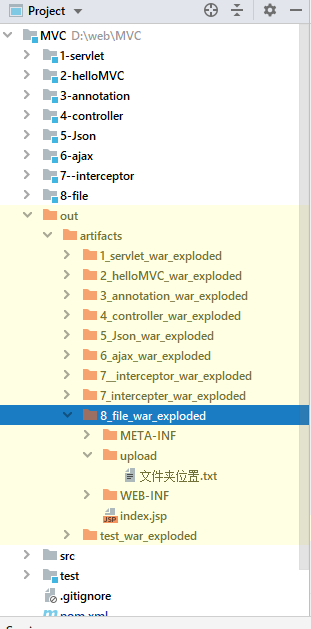 Project
MVC D:\web\MVC
1-servlet
2-helloMVC
3-annotation
4-controller
5-Json
6-ajax
7--interceptor
8-file
out
artifacts
1_servlet_war_exploded
2_helloMVC_war_exploded
3_annotation_war_exploded
4_controller_war_exploded
5_Json_war_exploded
6_ajax_war_exploded
7__interceptor_war_exploded
7_intercepter_war_exploded
8_file_war_exploded
META-INF
upload
文件夹位置.txt
WEB-INF
JSP index.jsp
test_war_exploded
src
test
.gitignore
pom.xml